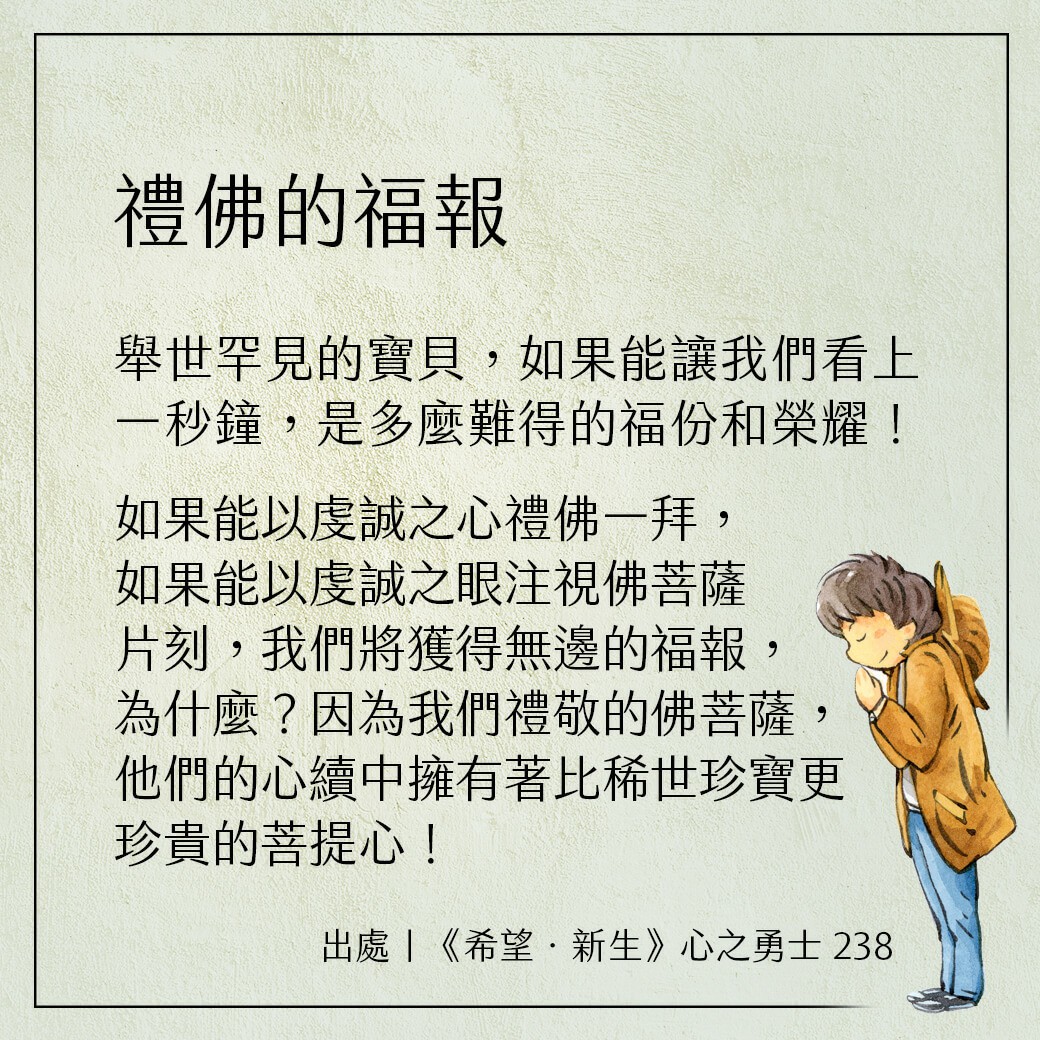 禮佛的福報
舉世罕見的寶貝，如果能讓我們看上
一秒鐘，是多麼難得的福份和榮耀！
如果能以虔誠之心禮佛一拜，
如果能以虔誠之眼注視佛菩薩
片刻，我們將獲得無邊的福報，
為什麼？因為我們禮敬的佛菩薩，
他們的心續中擁有著比稀世珍寶更
珍貴的菩提心！
出處｜《希望‧新生》心之勇士 238